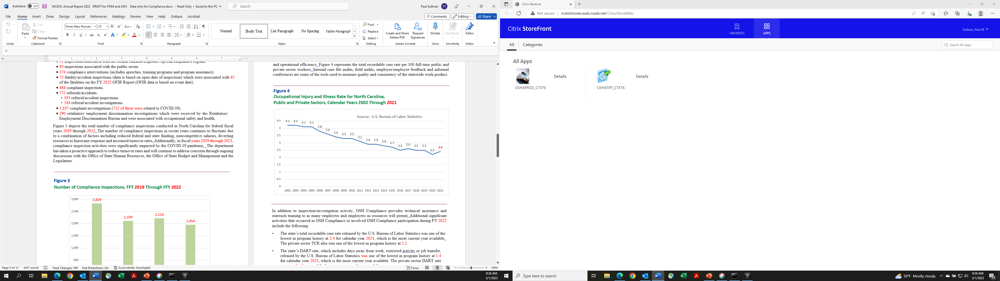 AutoSave Off NCDOL Annual Report 2022 DRAFT for PSIM and ASH Data only for Compliance.docx - Read-Only • Saved to this PC Search Paul Sullivan PS
File Home Insert Draw Design Layout References Mailings Review View Help OnBase Acrobat Comments Editing Share
Paste Cut Copy Format Painter
Times New Roman 10
Normal Body Text List Paragraph No Spacing Table Paragraph
Find Replace Select
Create and Share Adobe PDF Request Signatures Dictate Sensitivity Editor
Undo Clipboard Font Paragraph Styles Editing Adobe Acrobat Voice Sensitivity Editor
• 91 inspections associated with the Health Hazards Exposure Special Emphasis Program.
• 93 inspections associated with the public sector.
• 174 compliance interventions (includes speeches, training programs and program assistance).
• 72 fatality/accident inspections (data is based on open date of inspection) which were associated with 65
of the fatalities on the FY 2022 OFIR Report (OFIR data is based on event date).
• 468 complaint inspections.
• 775 referrals/accidents:
• 191 referral/accident inspections.
• 584 referral/accident investigations.
• 3,107 complaint investigations (712 of these were related to COVID-19).
• 290 retaliatory employment discrimination investigations which were received by the Retaliatory
Employment Discrimination Bureau and were associated with occupational safety and health.
Figure 3 depicts the total number of compliance inspections conducted in North Carolina for federal fiscal
years 2019 through 2022. The number of compliance inspections in recent years continues to fluctuate due
to a combination of factors including reduced federal and state funding, noncompetitive salaries, diverting
resources to hurricane response and increased turnover rates. Additionally, in fiscal years 2019 through 2021,
compliance inspection activities were significantly impacted by the COVID-19 pandemic. The department
has taken a proactive approach to reduce turnover rates and will continue to address concerns through ongoing
discussions with the Office of State Human Resources, the Office of State Budget and Management and the
Legislature.
Figure 3
Number of Compliance Inspections, FFY 2019 Through FFY 2022
3,000
2,500
2,000
1,500
1,000
500
2,829
2,109
2,218
1,954
and operational efficiency. Figure 4 represents the total recordable case rate per 100 full-time public and
private sector workers. Internal case file audits, field audits, employer/employee feedback and informal
conferences are some of the tools used to measure quality and consistency of the statewide work product.
Figure 4
Occupational Injury and Illness Rate for North Carolina,
Public and Private Sectors, Calendar Years 2002 Through 2021
Source: U.S. Bureau of Labor Statistics
4.5
4
3.5
3
2.5
2
1.5
1
0.5
0
4.2 4.2 4.1 4.1 3.8 3.6 3.4 3.3 3.3 3.1 2.9 2.9 2.8 2.7 2.5 2.6 2.5 2.5 2.2 2.4
2002 2003 2004 2005 2006 2007 2008 2009 2010 2011 2012 2013 2014 2015 2016 2017 2018 2019 2020 2021
In addition to inspection/investigation activity, OSH Compliance provides technical assistance and
outreach training to as many employers and employees as resources will permit. Additional significant
activities that occurred in OSH Compliance or involved OSH Compliance participation during FY 2022
include the following:
• The state's total recordable case rate released by the U.S. Bureau of Labor Statistics was one of the
lowest in program history at 2.4 for calendar year 2021, which is the most current year available.
The private sector TCR also was one of the lowest in program history at 2.2.
• The state's DART rate, which includes days away from work, restricted activity or job transfer,
released by the U.S. Bureau of Labor Statistics was one of the lowest in program history at 1.4
for calendar year 2021, which is the most current year available. The private sector DART rate
Page 5 of 12 3457 words Track Changes: Off Text Predictions: On Accessibility: Investigate Focus 100%
9:26 AM
3/1/2023
Citrix Receiver
Not secure ncdolctxweb.eads.ncads.net/Citrix/StoreWeb/
Citrix StoreFront FAVORITES APPS Sullivan, Paul M
All Categories Search All Apps
All Apps
Details Details
OSHAPROD_CTX76 OSHATIFF_CTX76
Type here to search 50°F Mostly cloudy 9:26 AM
3/1/2023